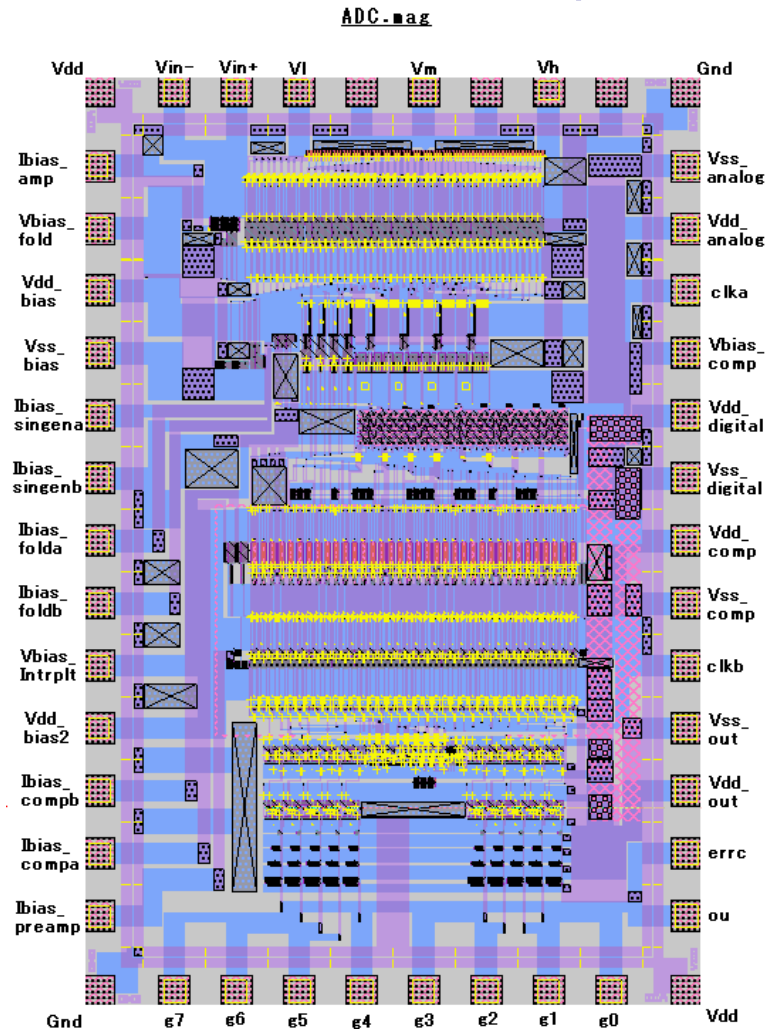 ADC.mag
Vdd Vin- Vin+ Vl Vm Vh Gnd
Ibias_
amp
Vss_
analog
Vbias_
fold
Vdd_
analog
Vdd_
bias
clka
Vss_
bias
Vbias_
comp
Ibias_
singena
Vdd_
digital
Ibias_
singenb
Vss_
digital
Ibias_
folda
Vdd_
comp
Ibias_
foldb
Vss_
comp
Vbias_
Intrplt
clkb
Vdd_
bias2
Vss_
out
Ibias_
compb
Vdd_
out
Ibias_
compa
errc
Ibias_
preamp
ou
Gnd g7 g6 g5 g4 g3 g2 g1 g0 Vdd